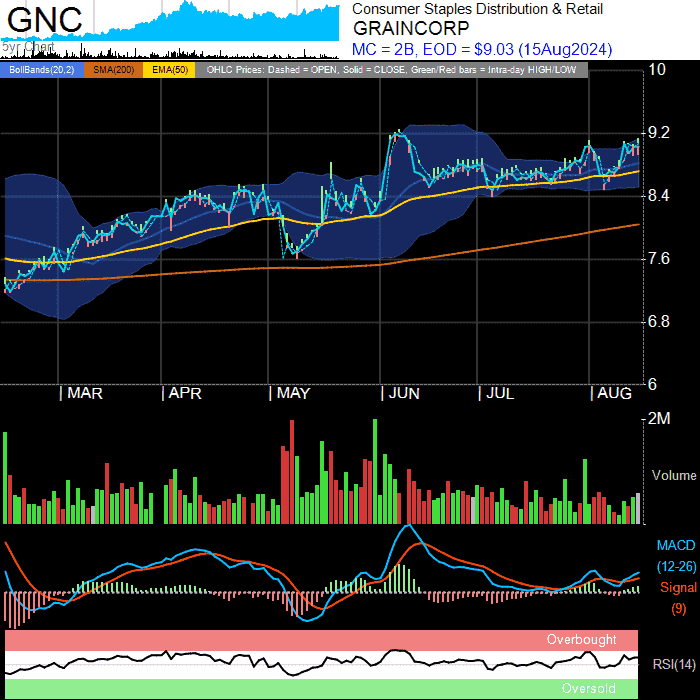 GNC
5yr Chart
Consumer Staples Distribution & Retail
GRAINCORP
MC = 2B, EOD = $9.03 (15Aug2024)
BollBands(20,2) SMA(200) EMA(50) OHLC Prices: Dashed = OPEN, Solid = CLOSE, Green/Red bars = Intra-day HIGH/LOW
10
9.2
8.4
7.6
6.8
6
MAR APR MAY JUN JUL AUG
2M
Volume
MACD
(12-26)
Signal
(9)
Overbought
RSI(14)
Oversold